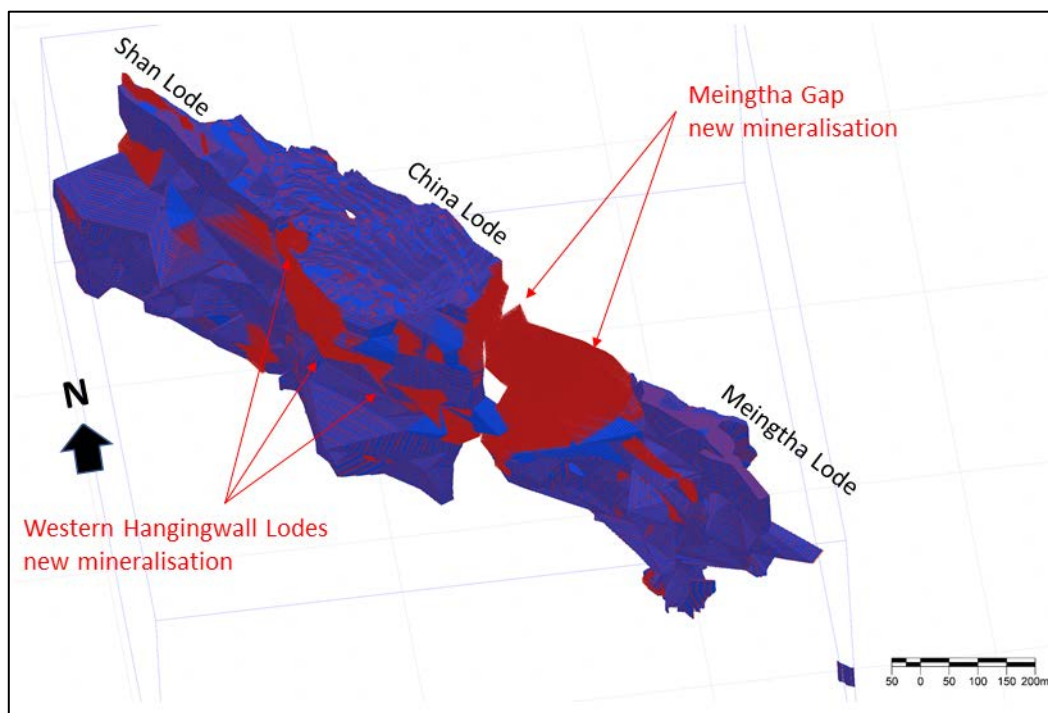 Shan Lode
Meingtha Gap
new mineralisation
China Lode
N
Meingtha Lode
Western Hangingwall Lodes
new mineralisation
50 0 50 100 150 200m